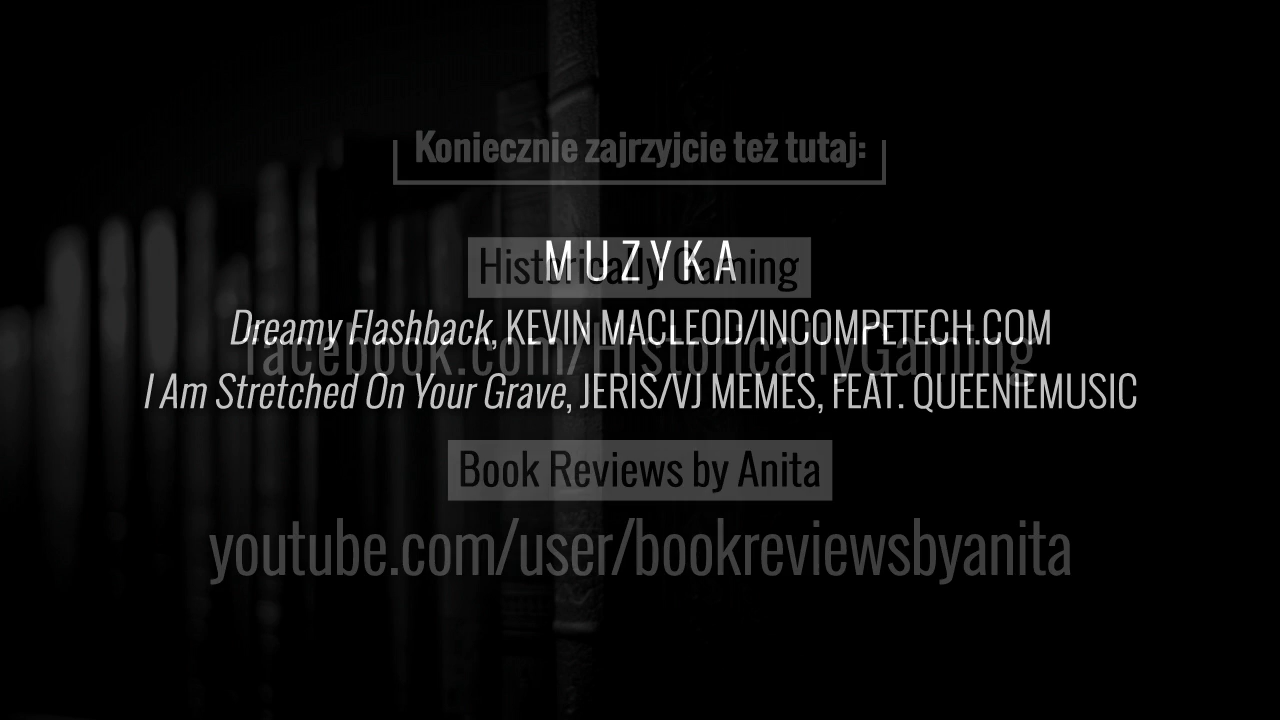 Koniecznie zajrzyjcie też tutaj:
MUZYKA
Historically Gaming
Dreamy Flashback, KEVIN MACLEOD/INCOMPETECH.COM
facebook.com/HistoricallyGaming
I Am Stretched On Your Grave, JERIS/VJ MEMES, FEAT. QUEENIEMUSIC
Book Reviews by Anita
youtube.com/user/bookreviewsbyanita